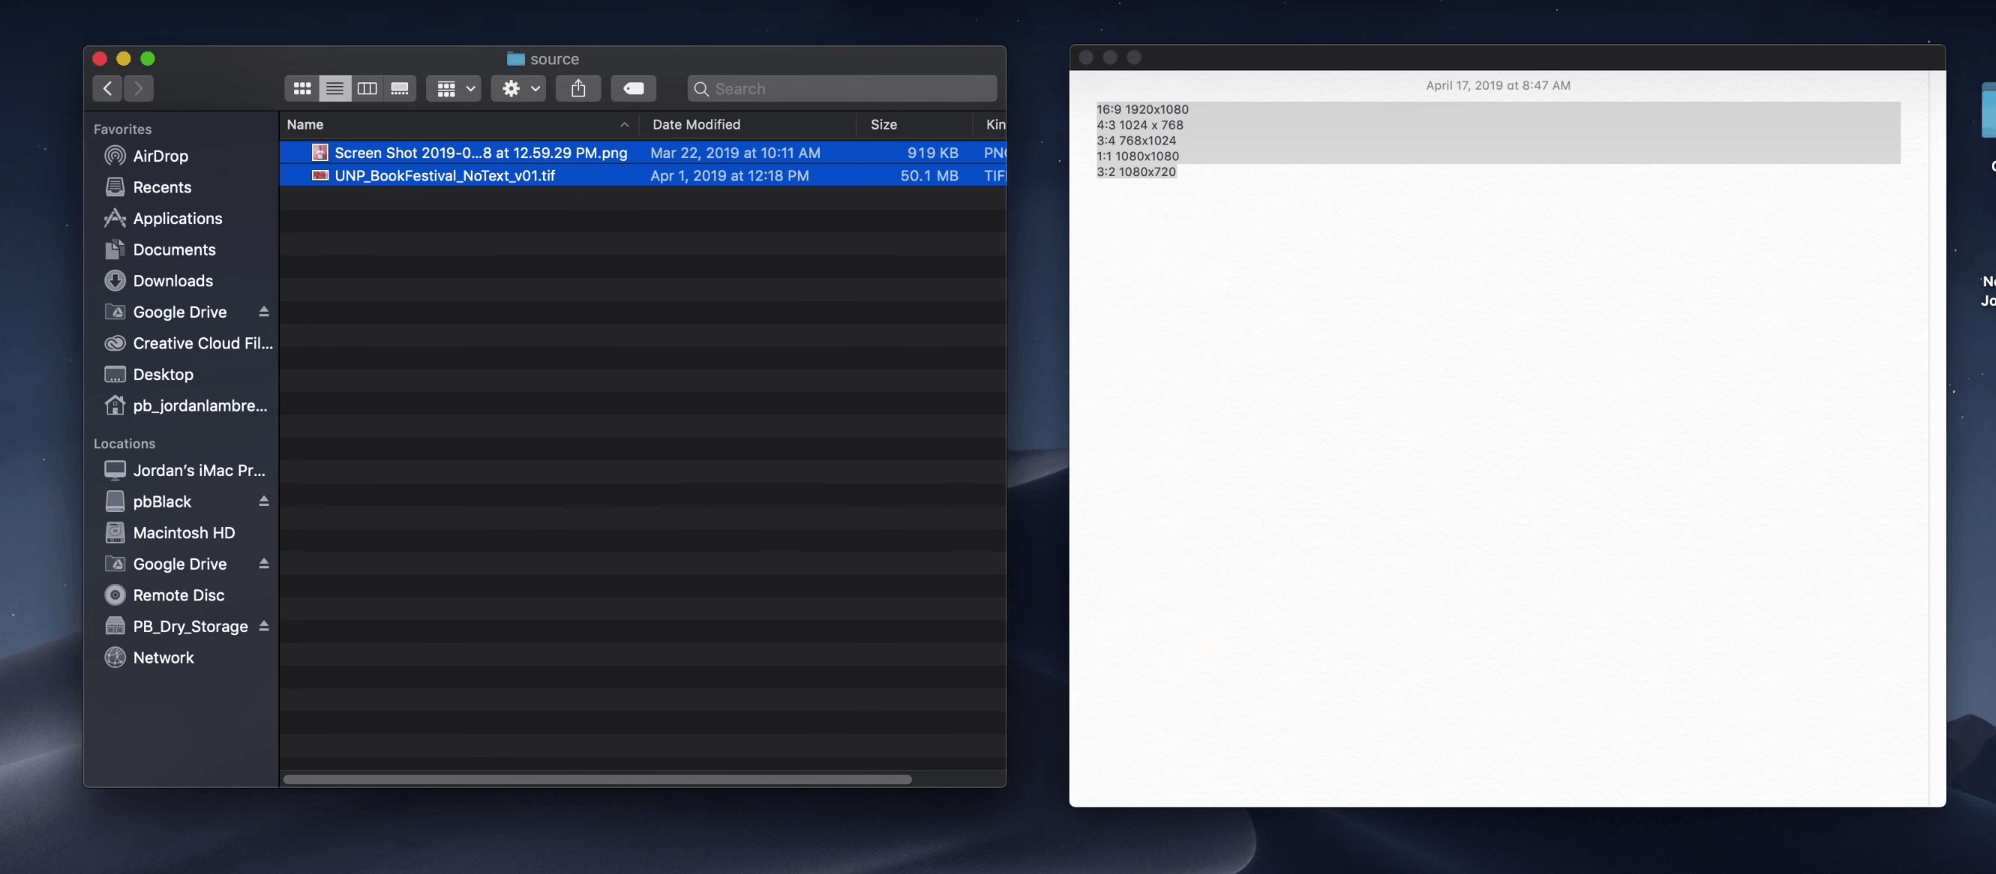 source
Search
Favorites
AirDrop
Recents
Applications
Documents
Downloads
Google Drive
Creative Cloud Fil...
Desktop
pb_jordanlambre...
Locations
Jordan's iMac Pr...
pbBlack
Macintosh HD
Google Drive
Remote Disc
PB_Dry_Storage
Network
Name Date Modified Size Kin
Screen Shot 2019-0...8 at 12.59.29 PM.png Mar 22, 2019 at 10:11 AM 919 KB PN
UNP_BookFestival_NoText_v01.tif Apr 1, 2019 at 12:18 PM 50.1 MB TIF
April 17, 2019 at 8:47 AM
16:9 1920x1080
4:3 1024 x 768
3:4 768x1024
1:1 1080x1080
3:2 1080x720
Jo